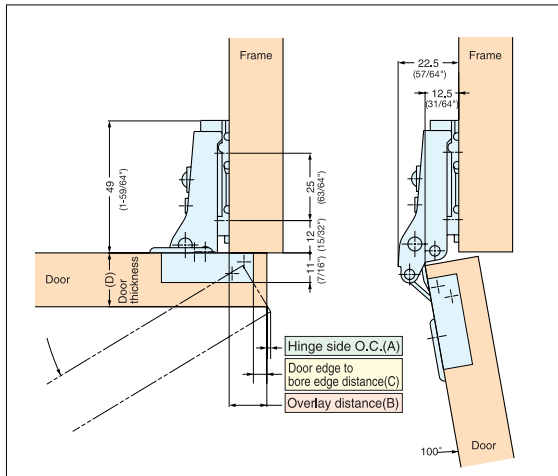 Frame
49
(1-59/64")
25
(63/64")
12
(15/32")
11
(7/16")
Door
(D)
Door
thickness
Hinge side O.C.(A)
Door edge to
bore edge distance(C)
Overlay distance(B)
22.5
(57/64")
12.5
(31/64")
Frame
100°
Door